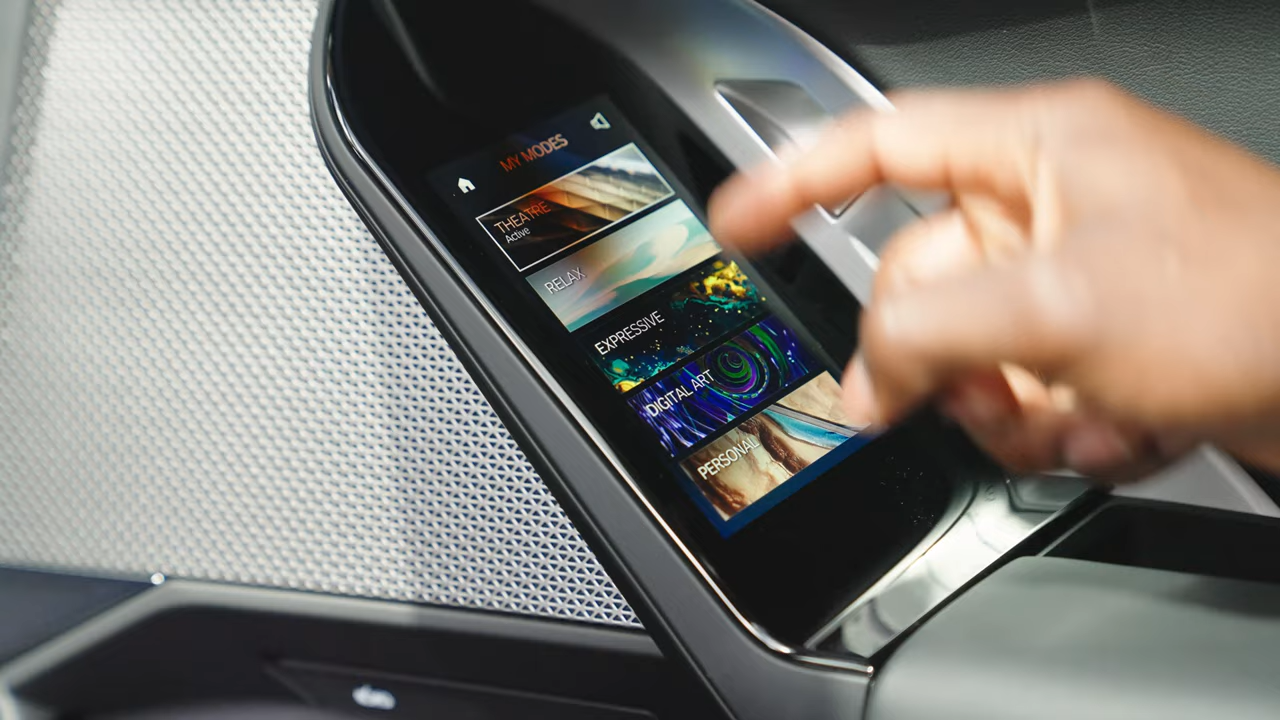 MY MODES
THEATRE
Active
RELAX
EXPRESSIVE
DIGITAL ART
PERSONAL